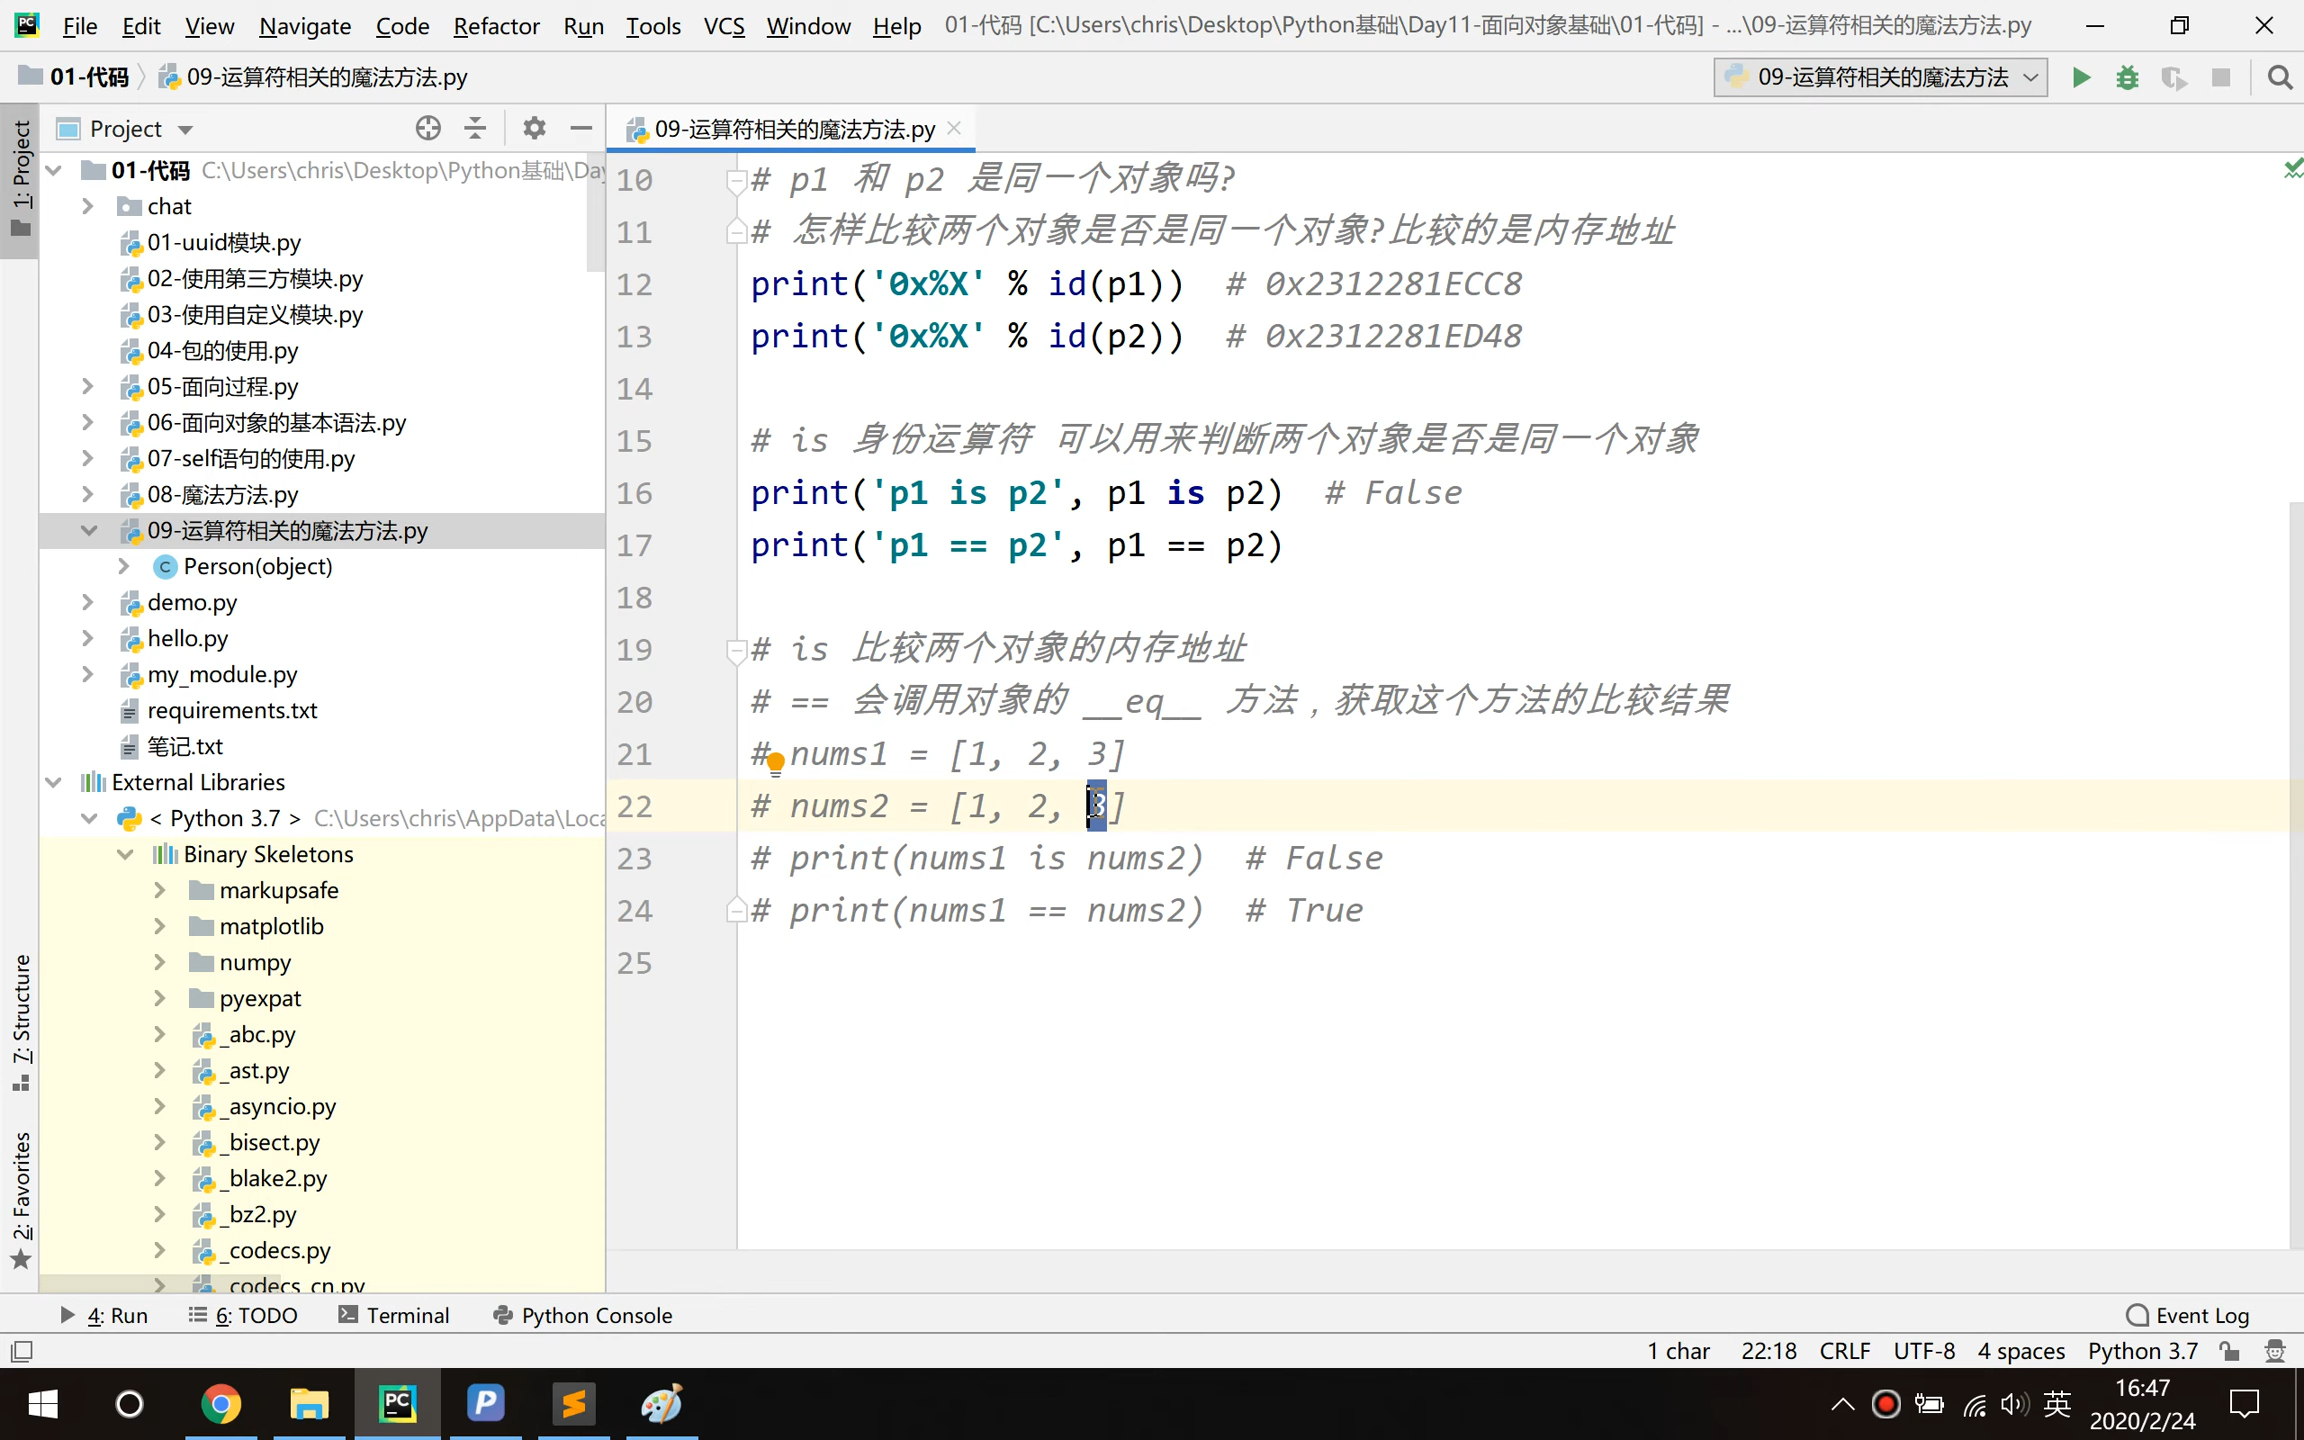 File Edit View Navigate Code Refactor Run Tools VCS Window Help 01-代码 [C:\Users\chris\Desktop\Python基础\Day11-面向对象基础\01-代码] - ...\09-运算符相关的魔法方法.py
01-代码 09-运算符相关的魔法方法.py 09-运算符相关的魔法方法
1: Project
7: Structure
2: Favorites
Project
01-代码 C:\Users\chris\Desktop\Python基础\Da
chat
01-uuid模块.py
02-使用第三方模块.py
03-使用自定义模块.py
04-包的使用.py
05-面向过程.py
06-面向对象的基本语法.py
07-self语句的使用.py
08-魔法方法.py
09-运算符相关的魔法方法.py
Person(object)
demo.py
hello.py
my_module.py
requirements.txt
笔记.txt
External Libraries
< Python 3.7 > C:\Users\chris\AppData\Loca
Binary Skeletons
markupsafe
matplotlib
numpy
pyexpat
_abc.py
_ast.py
_asyncio.py
_bisect.py
_blake2.py
_bz2.py
_codecs.py
_codecs_cn.py
09-运算符相关的魔法方法.py
10 # p1 和 p2 是同一个对象吗?
11 # 怎样比较两个对象是否是同一个对象?比较的是内存地址
12 print('0x%X' % id(p1)) # 0x2312281ECC8
13 print('0x%X' % id(p2)) # 0x2312281ED48
14
15 # is 身份运算符 可以用来判断两个对象是否是同一个对象
16 print('p1 is p2', p1 is p2) # False
17 print('p1 == p2', p1 == p2)
18
19 # is 比较两个对象的内存地址
20 # == 会调用对象的 __eq__ 方法，获取这个方法的比较结果
21 # nums1 = [1, 2, 3]
22 # nums2 = [1, 2, 3]
23 # print(nums1 is nums2) # False
24 # print(nums1 == nums2) # True
25
4: Run 6: TODO Terminal Python Console Event Log
1 char 22:18 CRLF UTF-8 4 spaces Python 3.7
英 16:47
2020/2/24